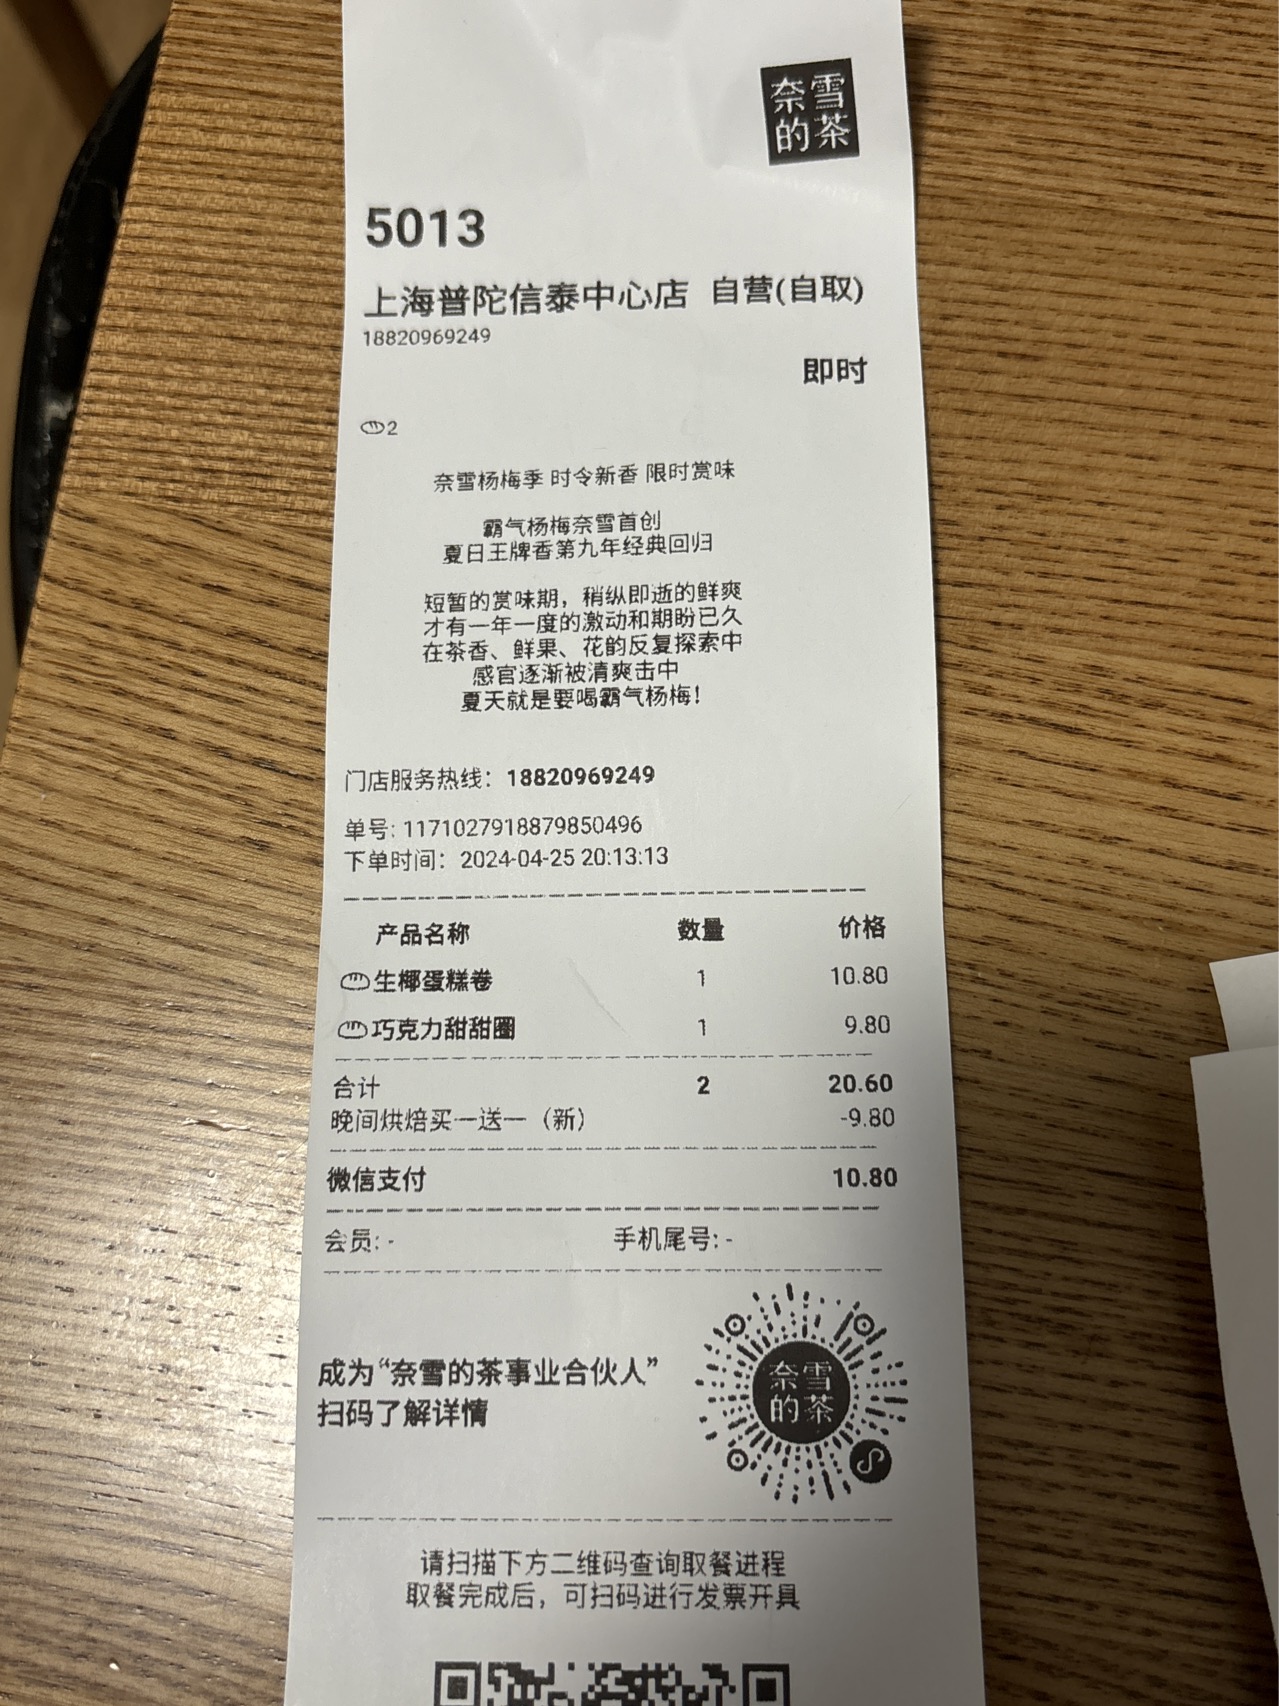 奈雪
的茶
5013
上海普陀信泰中心店 自营(自取)
18820969249
即时
2
奈雪杨梅季 时令新香 限时赏味
霸气杨梅奈雪首创
夏日王牌香第九年经典回归
短暂的赏味期，稍纵即逝的鲜爽
才有一年一度的激动和期盼已久
在茶香、鲜果、花韵反复探索中
感官逐渐被清爽击中
夏天就是要喝霸气杨梅！
门店服务热线：18820969249
单号: 1171027918879850496
下单时间：2024-04-25 20:13:13
产品名称 数量 价格
生椰蛋糕卷 1 10.80
巧克力甜甜圈 1 9.80
合计 2 20.60
晚间烘焙买一送一（新） -9.80
微信支付 10.80
会员: - 手机尾号: -
成为“奈雪的茶事业合伙人”
扫码了解详情
奈雪
的茶
请扫描下方二维码查询取餐进程
取餐完成后，可扫码进行发票开具